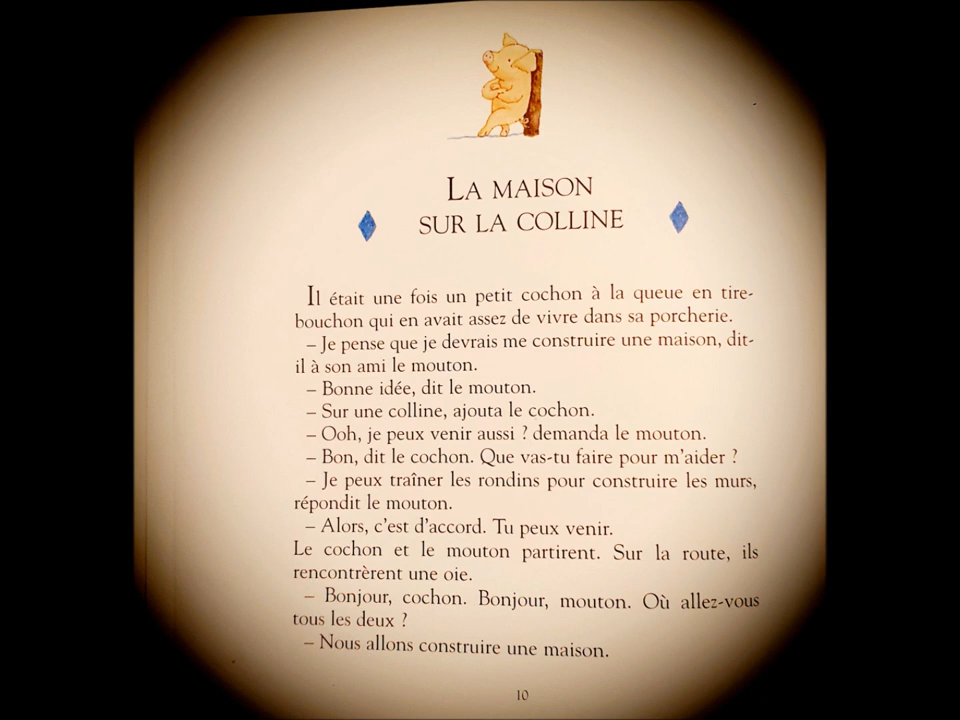 La maison
sur la colline
Il était une fois un petit cochon à la queue en tire-
bouchon qui en avait assez de vivre dans sa porcherie.
– Je pense que je devrais me construire une maison, dit-
il à son ami le mouton.
– Bonne idée, dit le mouton.
– Sur une colline, ajouta le cochon.
– Ooh, je peux venir aussi ? demanda le mouton.
– Bon, dit le cochon. Que vas-tu faire pour m'aider ?
– Je peux traîner les rondins pour construire les murs,
répondit le mouton.
– Alors, c'est d'accord. Tu peux venir.
Le cochon et le mouton partirent. Sur la route, ils
rencontrèrent une oie.
– Bonjour, cochon. Bonjour, mouton. Où allez-vous
tous les deux ?
– Nous allons construire une maison.
10